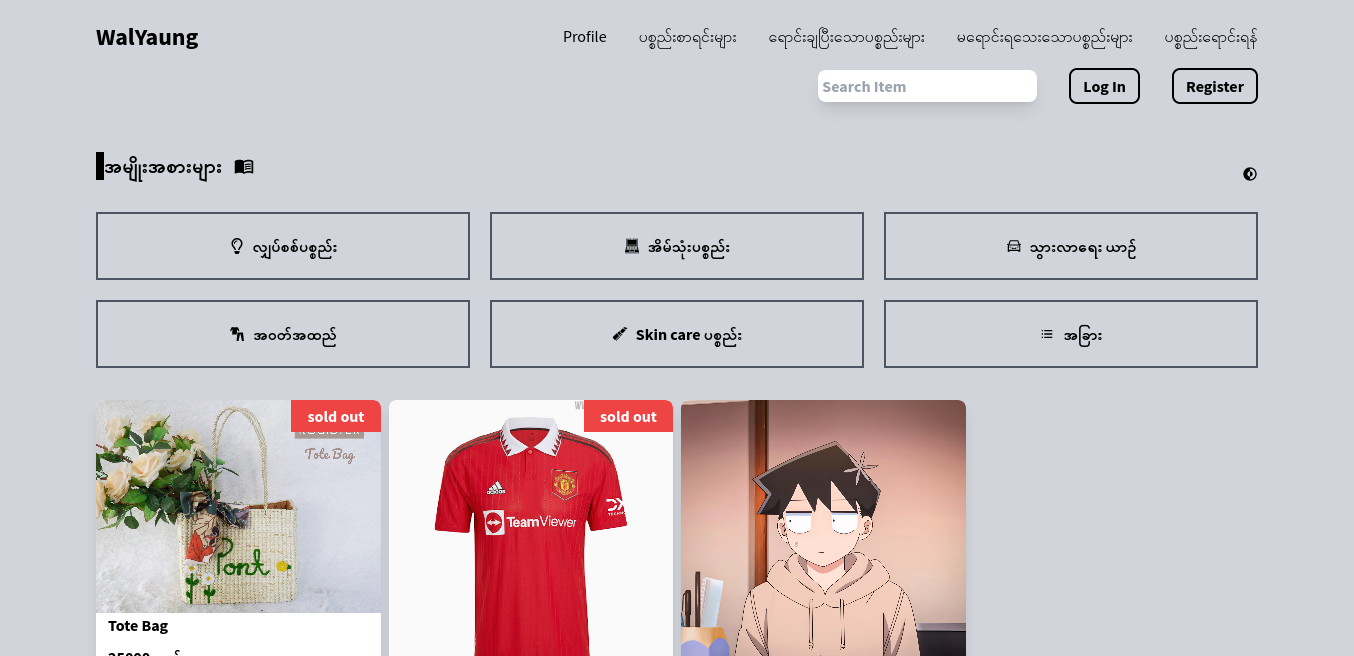 WalYaung
Profile ပစ္စည်းစာရင်းများ ရောင်းချပြီးသောပစ္စည်းများ မရောင်းရသေးသောပစ္စည်းများ ပစ္စည်းရောင်းရန်
Search Item Log In Register
အမျိုးအစားများ
လျှပ်စစ်ပစ္စည်း အိမ်သုံးပစ္စည်း သွားလာရေး ယာဉ်
အဝတ်အထည် Skin care ပစ္စည်း အခြား
sold out sold out
Tote Bag
adidas
TeamViewer
Pont
Tote Bag